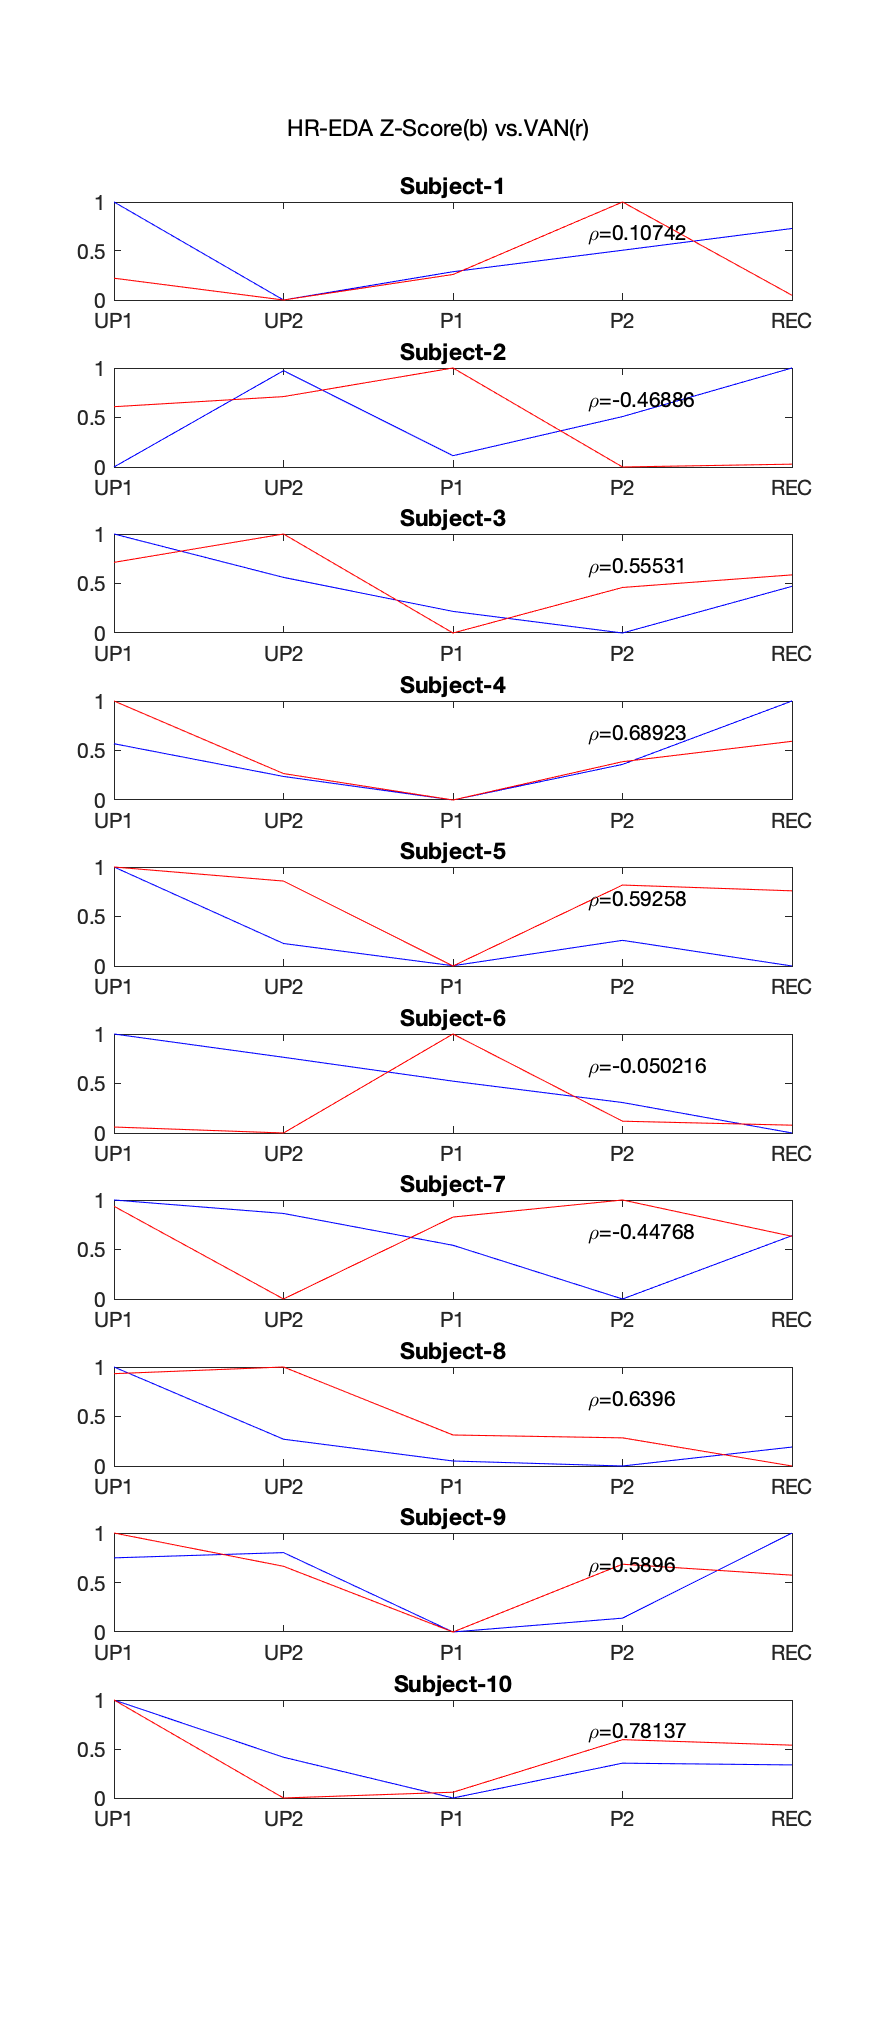 HR-EDA Z-Score(b) vs.VAN(r)
Subject-1
1
ρ=0.10742
0.5
0
UP1 UP2 P1 P2 REC
Subject-2
1
ρ=-0.46886
0.5
0
UP1 UP2 P1 P2 REC
Subject-3
1
ρ=0.55531
0.5
0
UP1 UP2 P1 P2 REC
Subject-4
1
ρ=0.68923
0.5
0
UP1 UP2 P1 P2 REC
Subject-5
1
ρ=0.59258
0.5
0
UP1 UP2 P1 P2 REC
Subject-6
1
ρ=-0.050216
0.5
0
UP1 UP2 P1 P2 REC
Subject-7
1
ρ=-0.44768
0.5
0
UP1 UP2 P1 P2 REC
Subject-8
1
ρ=0.6396
0.5
0
UP1 UP2 P1 P2 REC
Subject-9
1
ρ=0.5896
0.5
0
UP1 UP2 P1 P2 REC
Subject-10
1
ρ=0.78137
0.5
0
UP1 UP2 P1 P2 REC